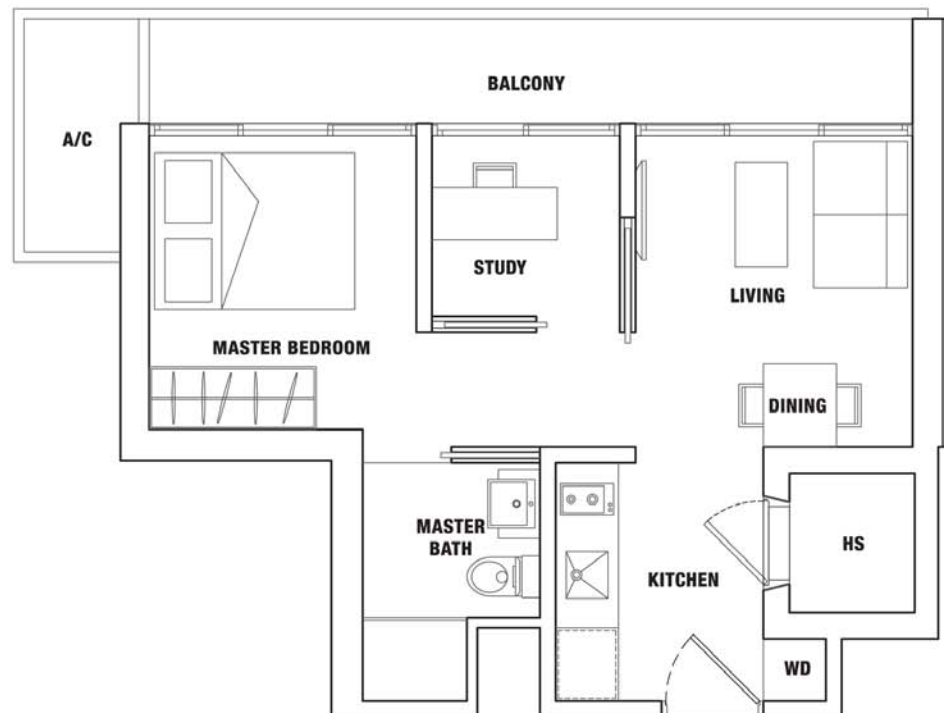 BALCONY
A/C
STUDY
LIVING
MASTER BEDROOM
DINING
MASTER
BATH
HS
KITCHEN
WD